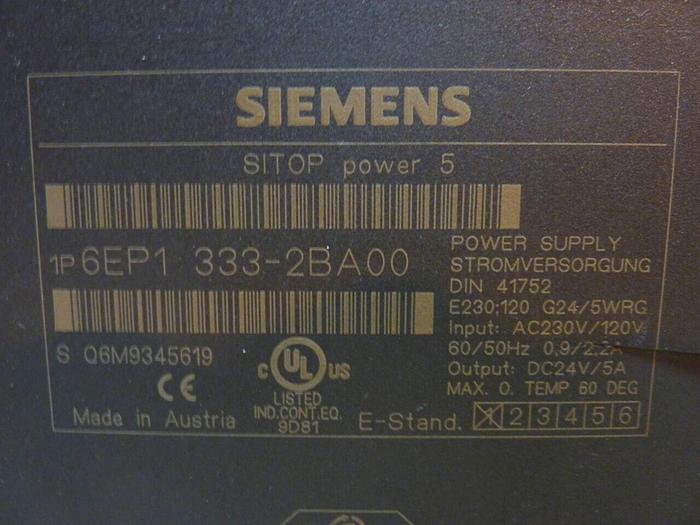 SIEMENS
SITOP power 5
1P 6EP1 333-2BA00
POWER SUPPLY
STROMVERSORGUNG
DIN 41752
E230;120 G24/5WRG
Input: AC230V/120V
60/50Hz 0,9/2,2A
Output: DC24V/5A
MAX. O. TEMP 60 DEG
S Q6M9345619
CE
C UL US
LISTED
IND.CONT.EQ.
9D81
Made in Austria
E-Stand. X 2 3 4 5 6